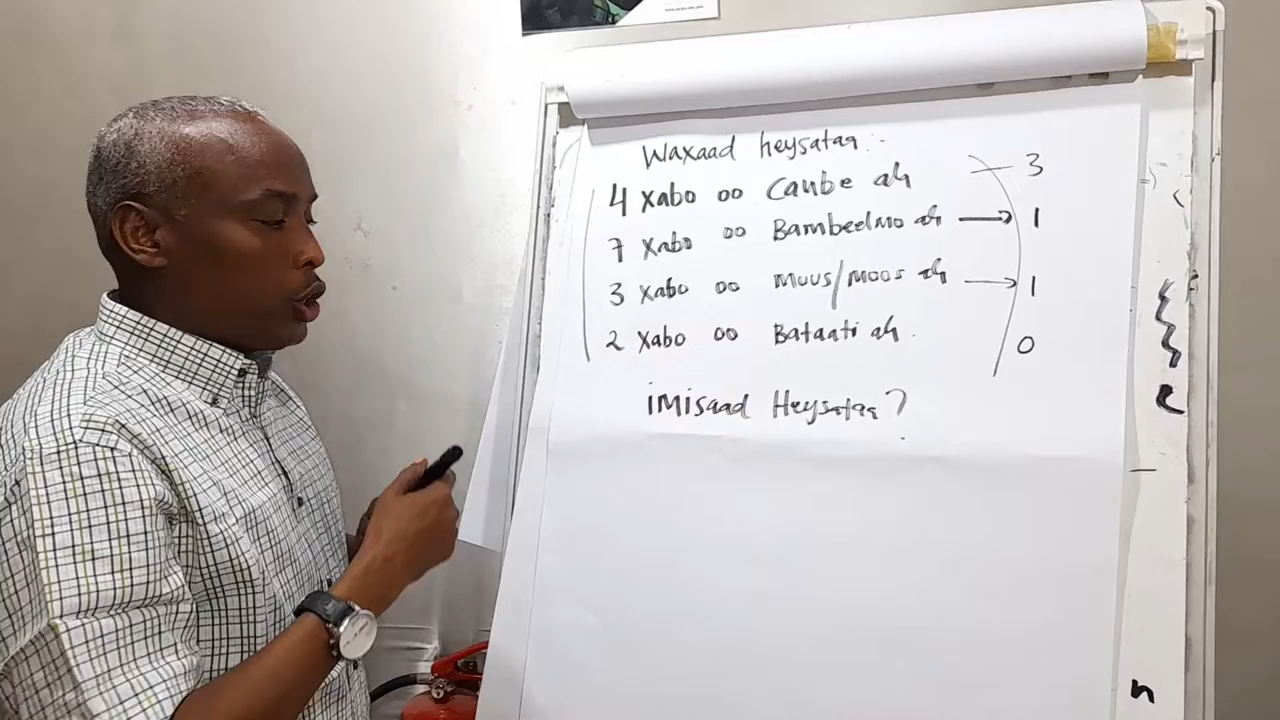 Waxaad heysataa :-
4 xabo oo Canbe ah 3
7 xabo oo Bambeelmo ah → 1
3 xabo oo Muus/Moos ah → 1
2 xabo oo Bataati ah. 0
imisaad Heysataa?
n